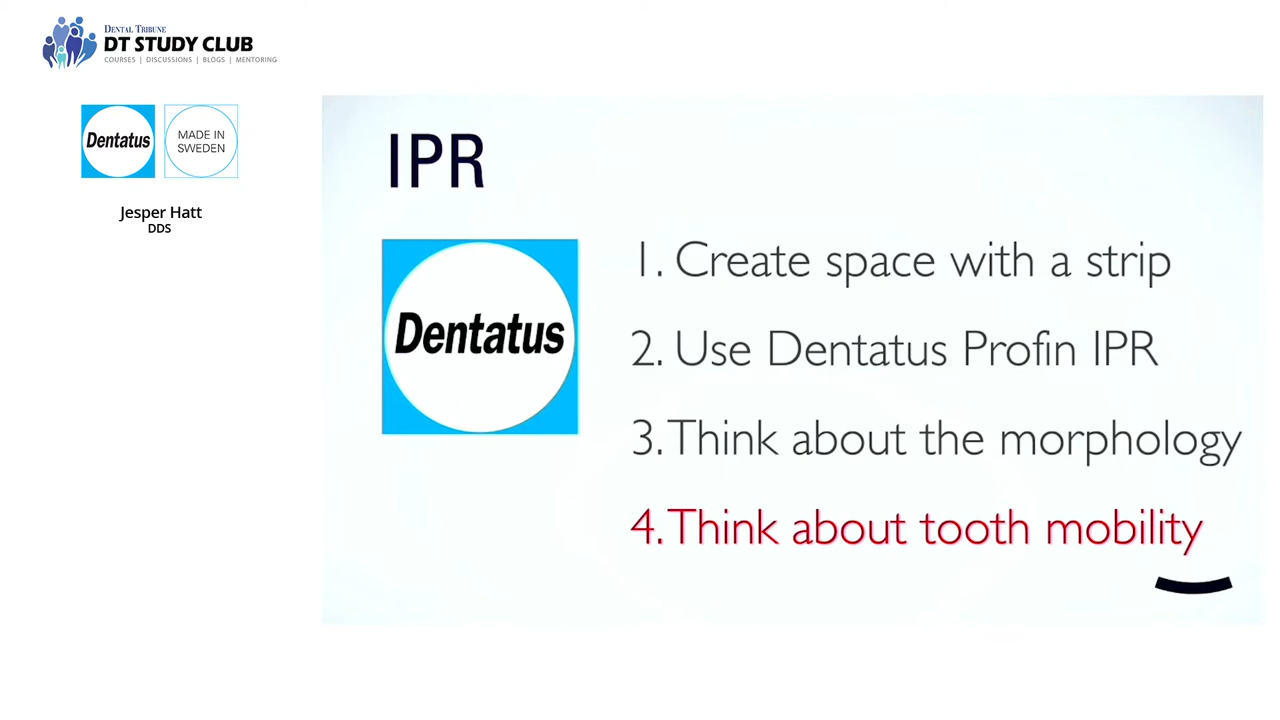 DENTAL TRIBUNE
DT STUDY CLUB
COURSES | DISCUSSIONS | BLOGS | MENTORING
Dentatus
MADE IN
SWEDEN
Jesper Hatt
DDS
IPR
Dentatus
1. Create space with a strip
2. Use Dentatus Profin IPR
3. Think about the morphology
4. Think about tooth mobility